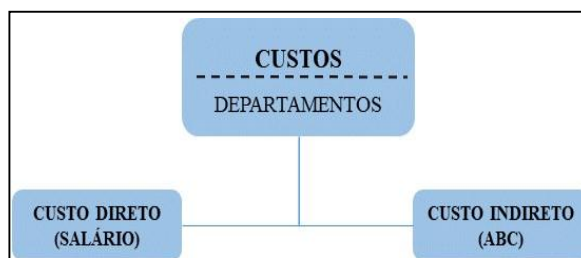 CUSTOS
DEPARTAMENTOS
CUSTO DIRETO
(SALÁRIO)
CUSTO INDIRETO
(ABC)